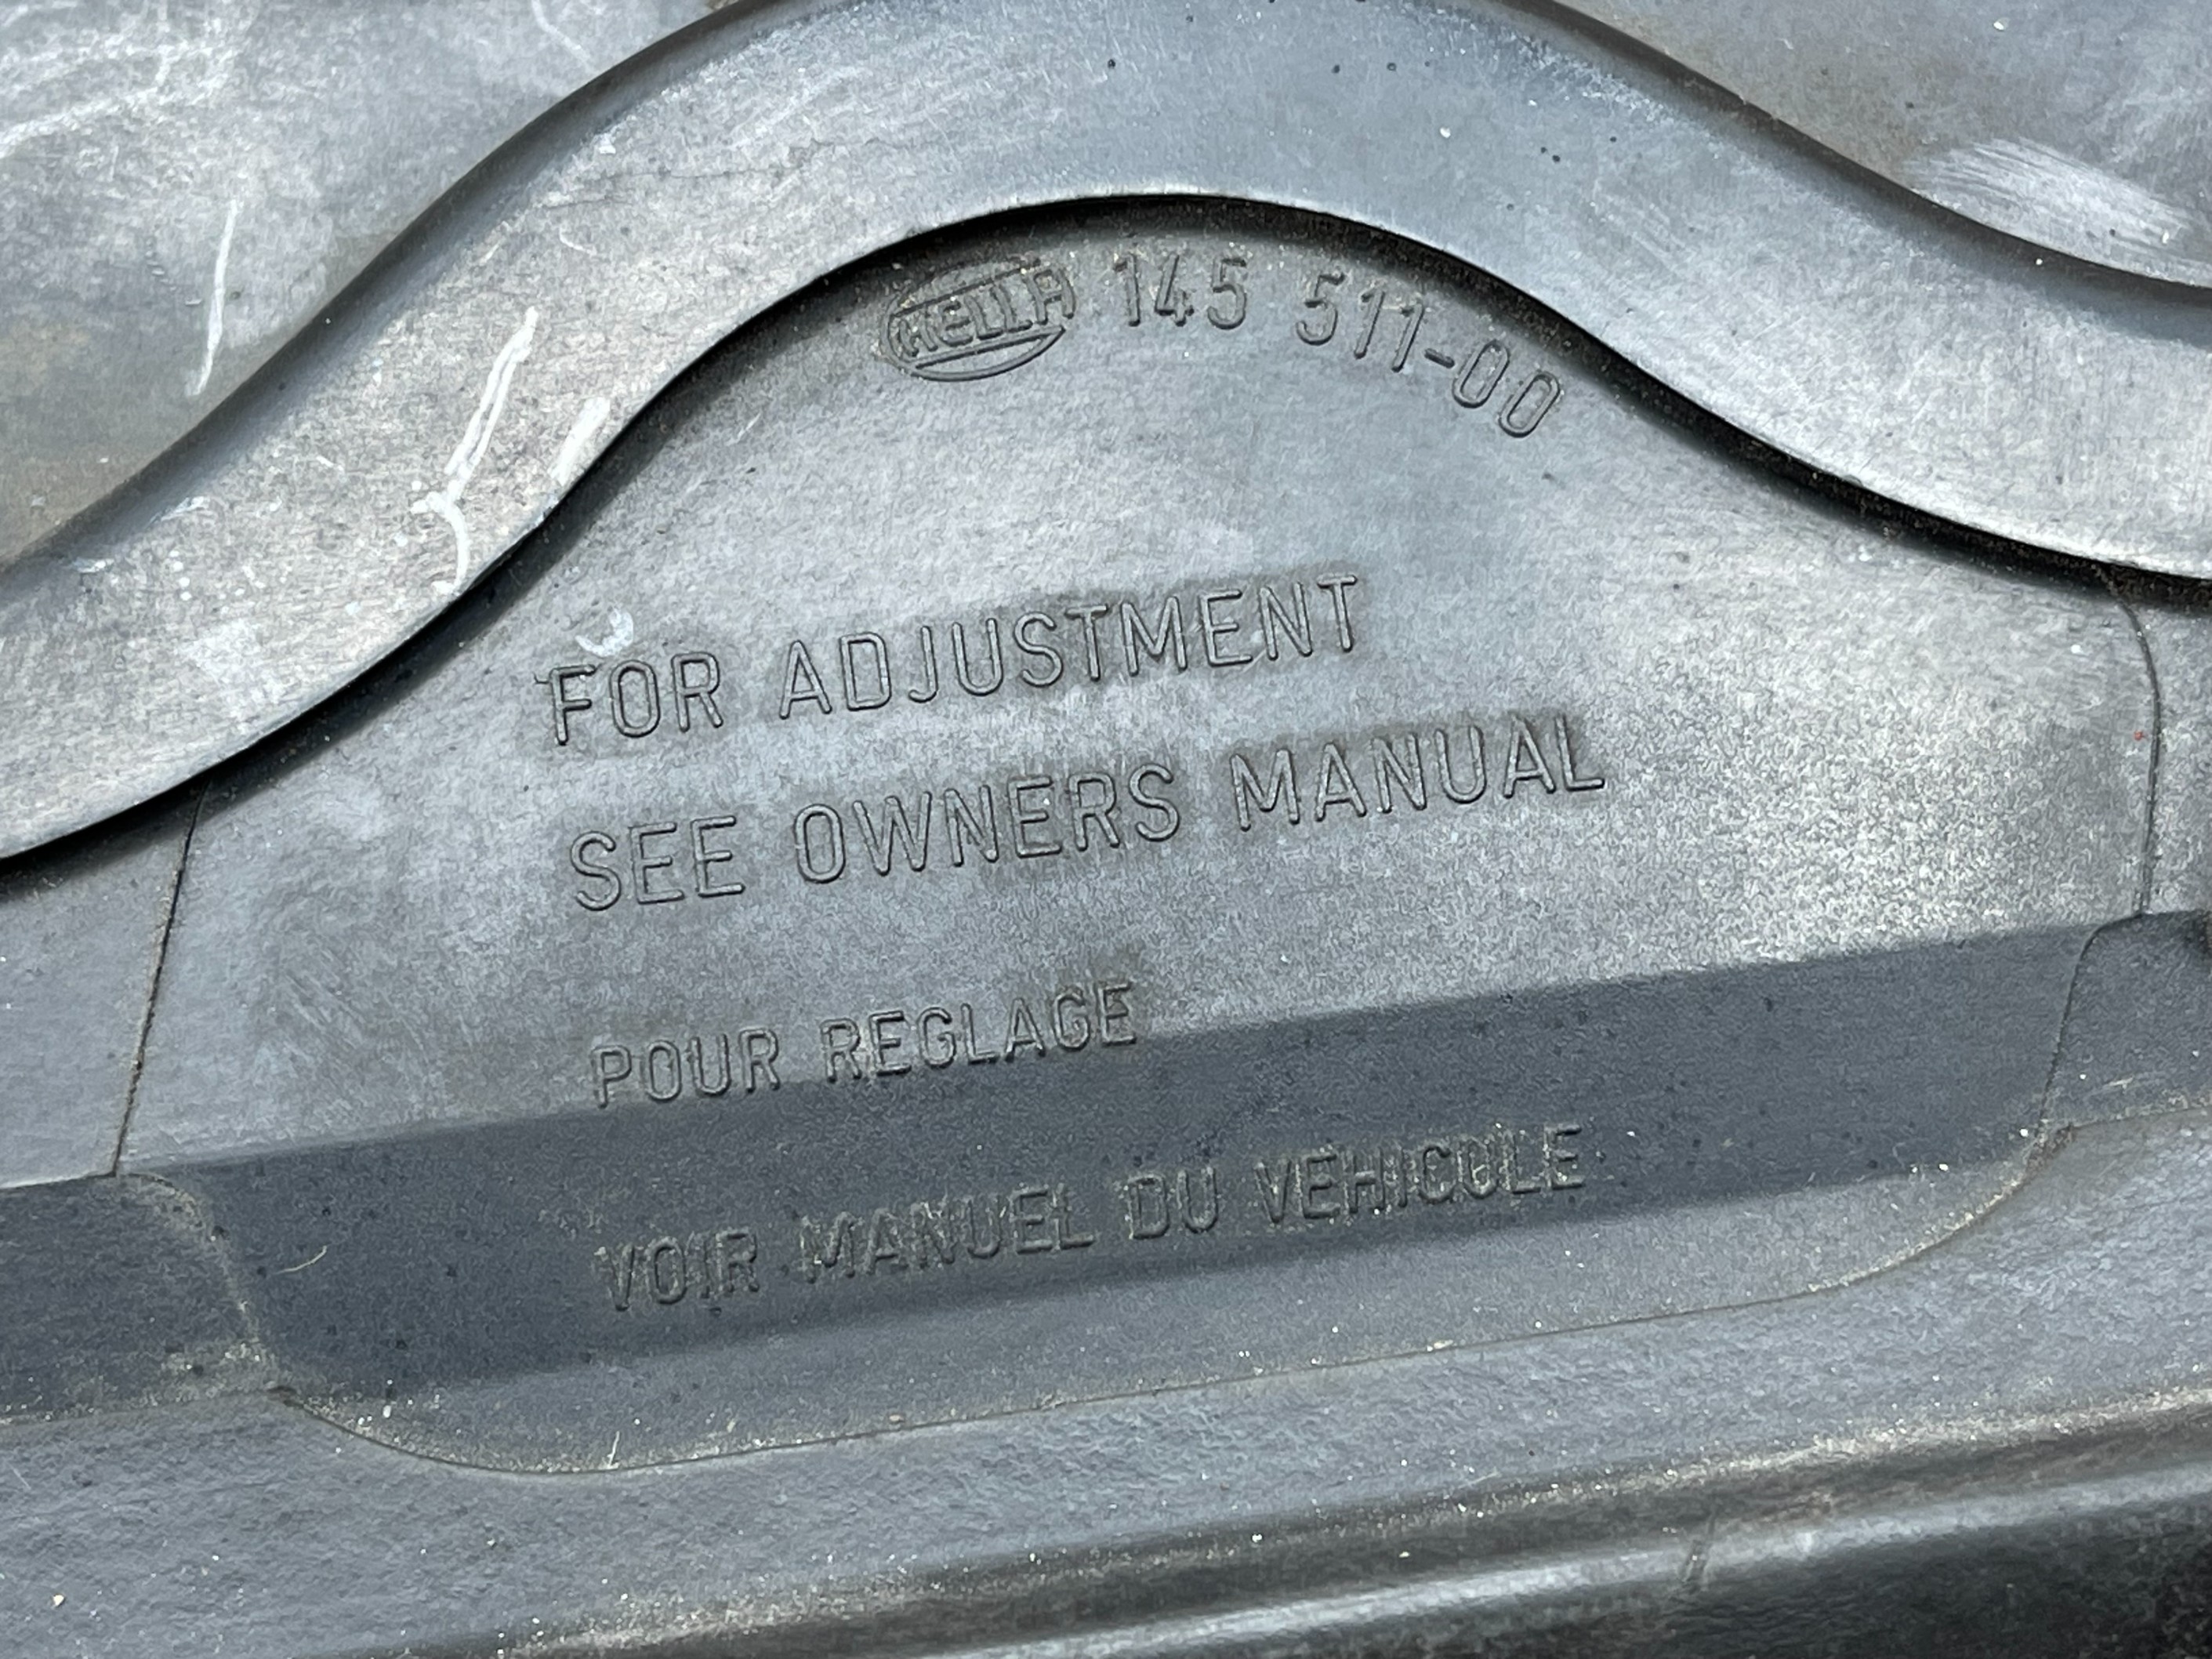 HELLA 145 511-00
FOR ADJUSTMENT
SEE OWNERS MANUAL
POUR REGLAGE
VOIR MANUEL DU VEHICULE